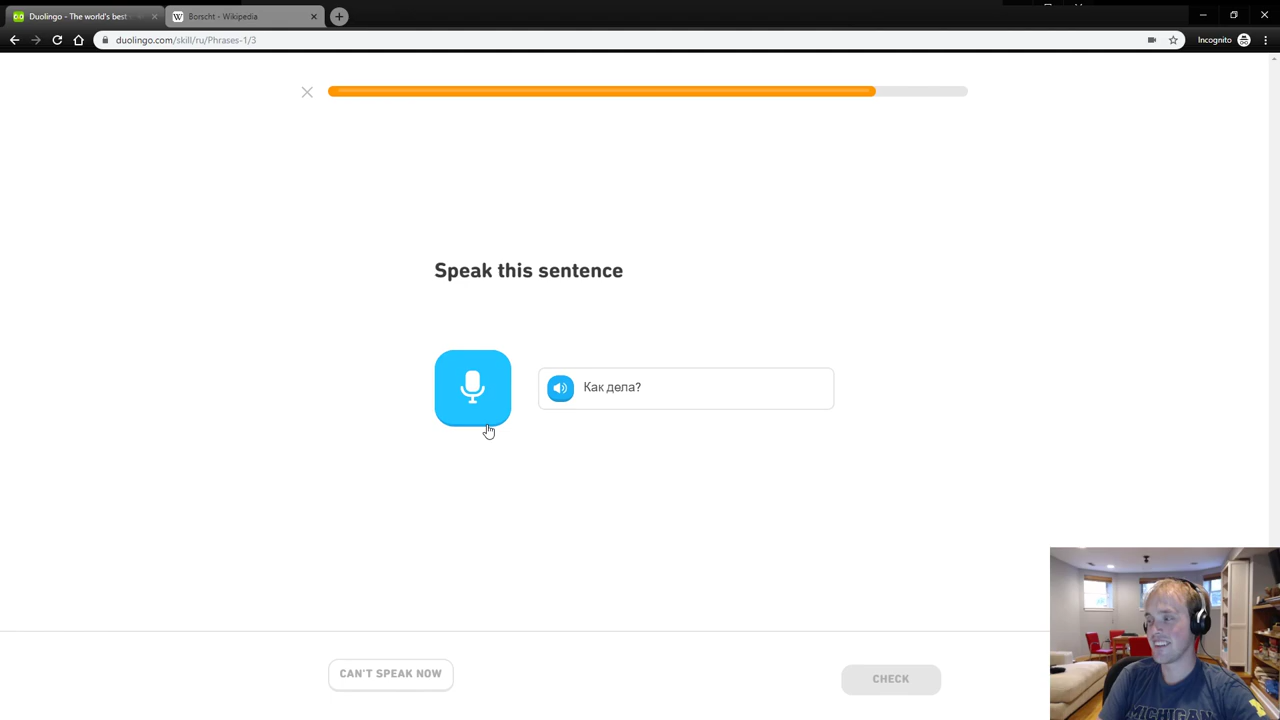 Duolingo - The world's best
Borscht - Wikipedia
duolingo.com/skill/ru/Phrases-1/3
Incognito
Speak this sentence
Как дела?
CAN'T SPEAK NOW
CHECK
MICHIGAN